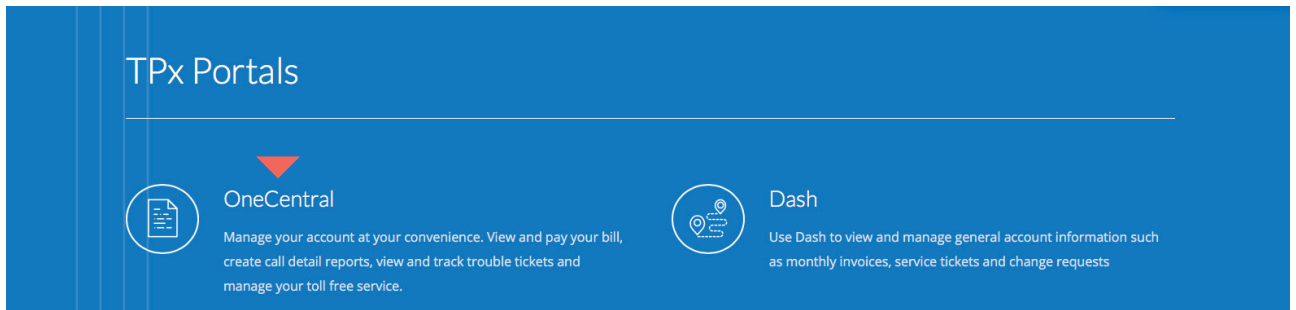 TPx Portals
OneCentral
Manage your account at your convenience. View and pay your bill,
create call detail reports, view and track trouble tickets and
manage your toll free service.
Dash
Use Dash to view and manage general account information such
as monthly invoices, service tickets and change requests